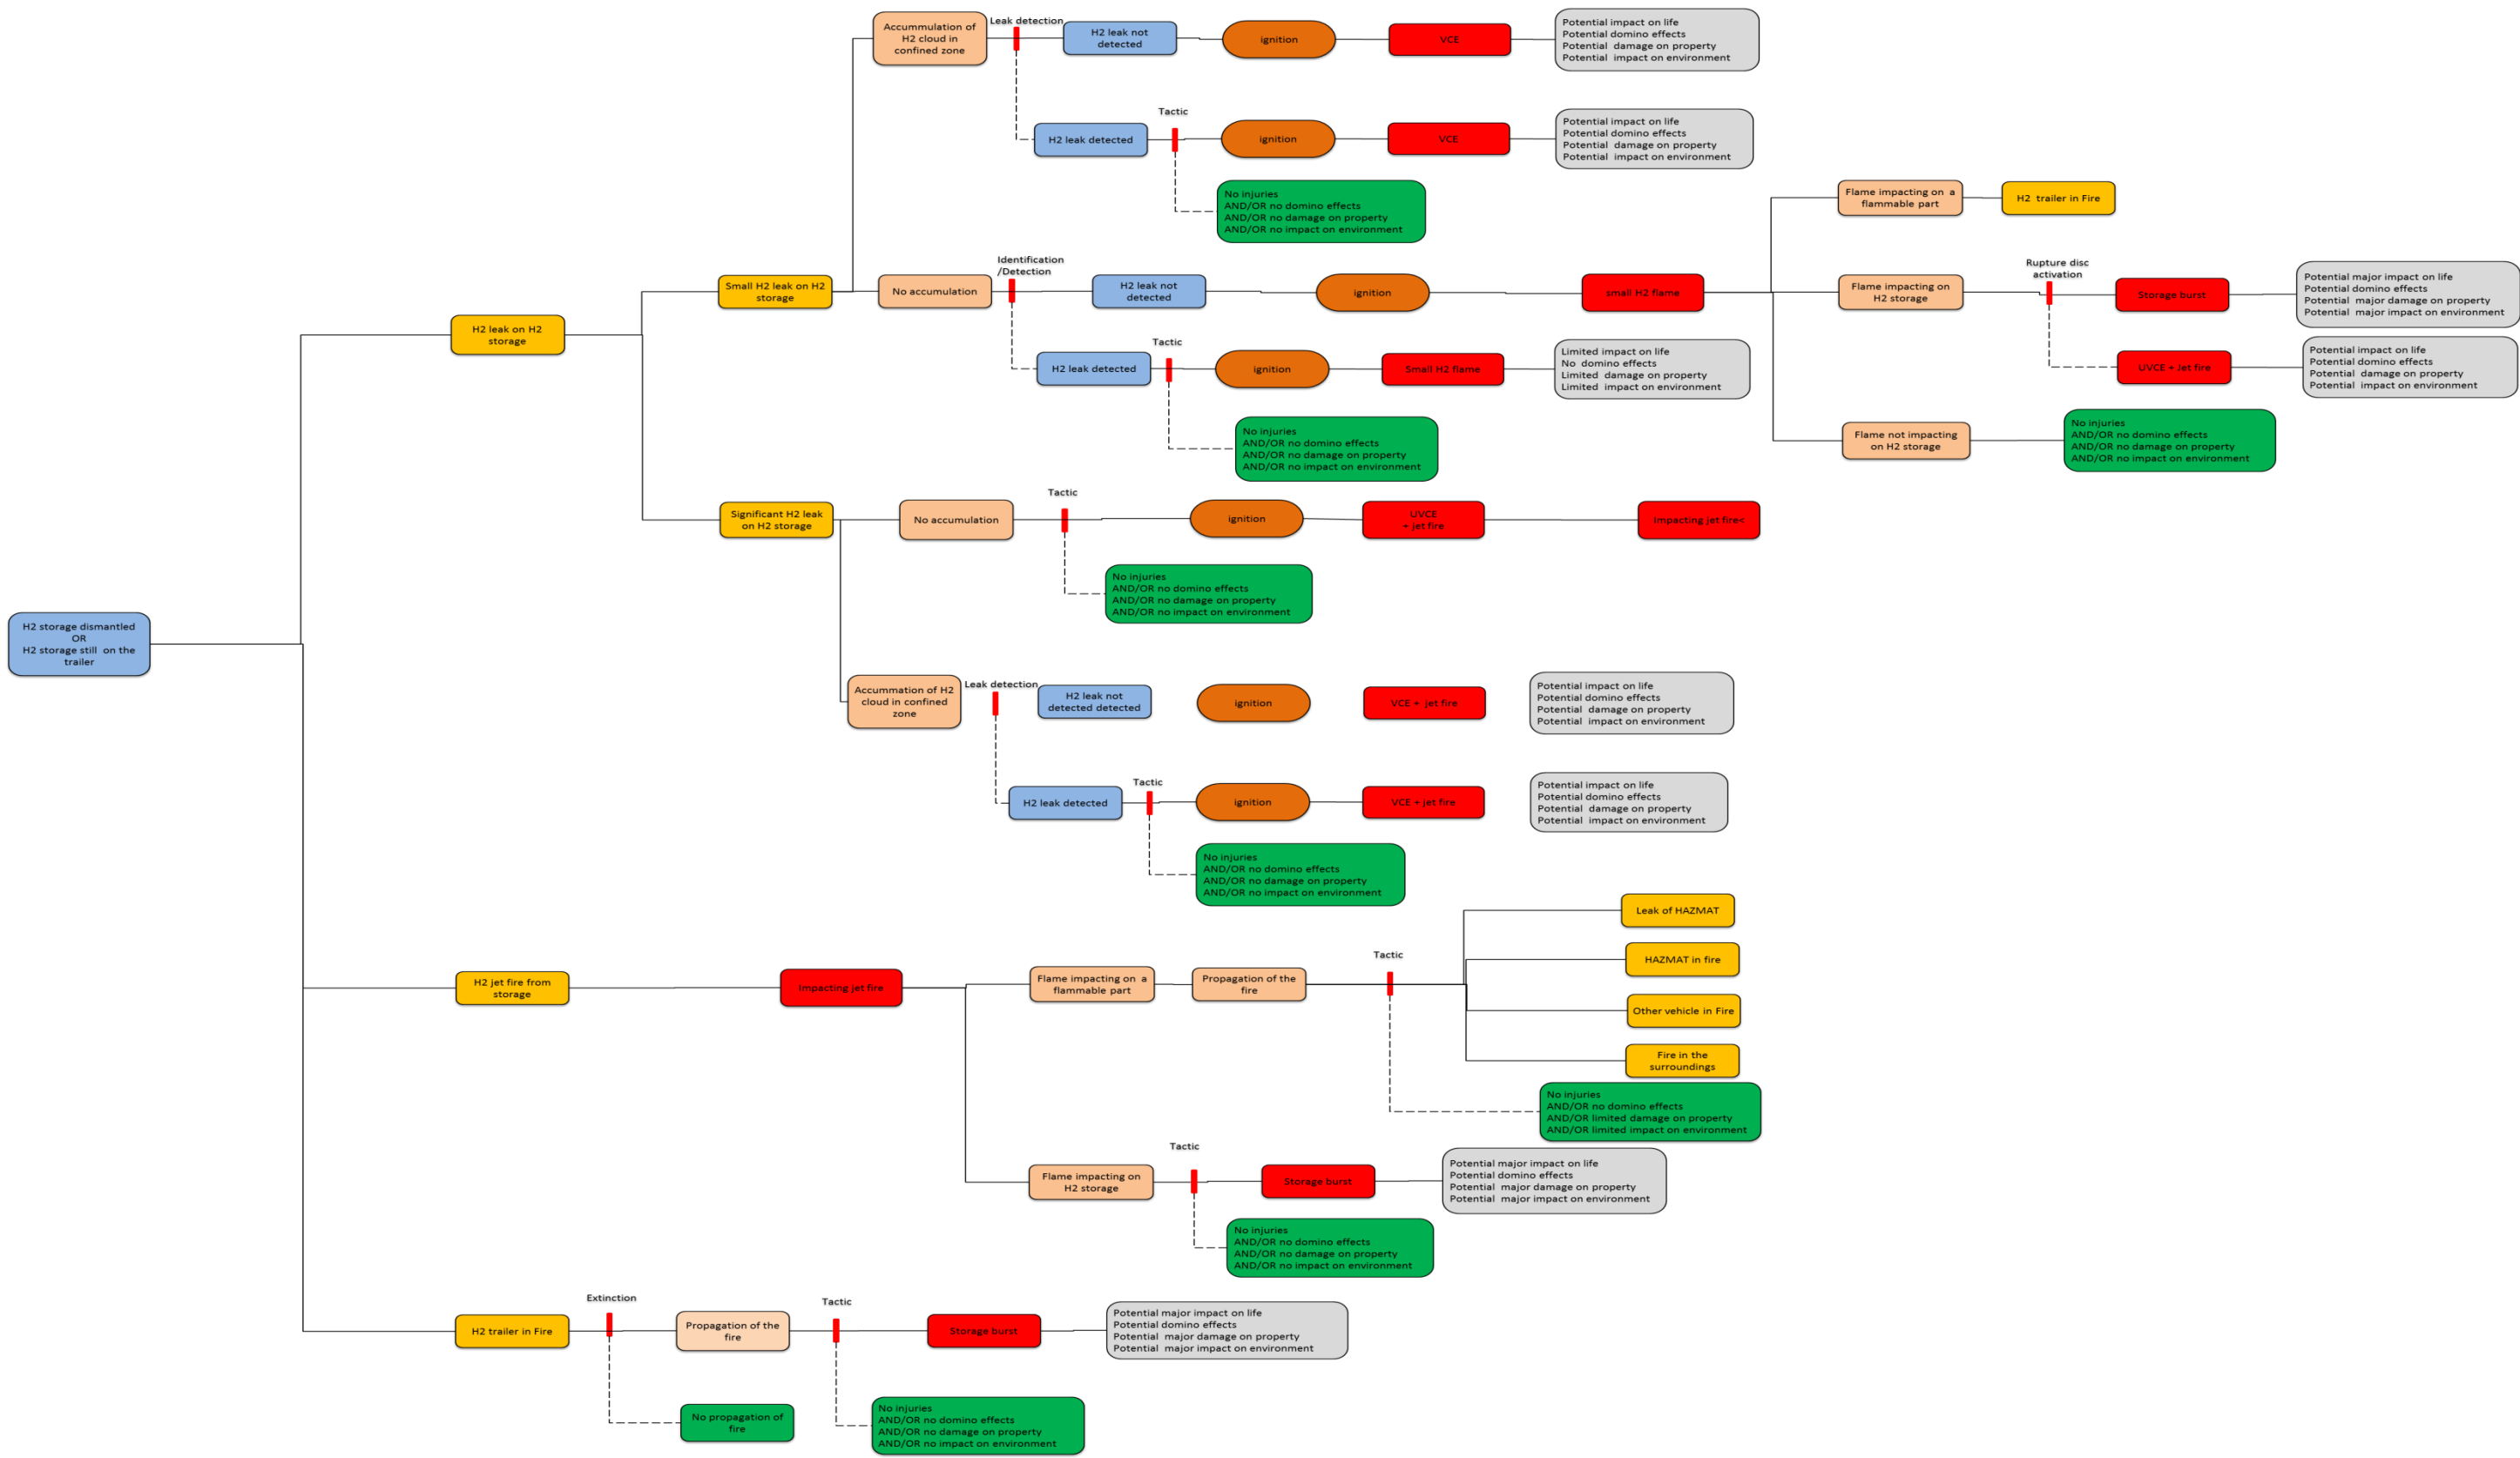 Accummulation of
H2 cloud in
confined zone
Leak detection
H2 leak not
detected
ignition
VCE
Potential impact on life
Potential domino effects
Potential  damage on property
Potential  impact on environment
H2 leak detected
Tactic
ignition
VCE
Potential impact on life
Potential domino effects
Potential  damage on property
Potential  impact on environment
No injuries
AND/OR no domino effects
AND/OR no damage on property
AND/OR no impact on environment
Flame impacting on  a
flammable part
H2  trailer in Fire
H2 leak on H2
storage
Small H2 leak on H2
storage
No accumulation
Identification
/Detection
H2 leak not
detected
ignition
small H2 flame
Flame impacting on
H2 storage
Rupture disc
activation
Storage burst
Potential major impact on life
Potential domino effects
Potential  major damage on property
Potential  major impact on environment
H2 leak detected
Tactic
ignition
Small H2 flame
Limited impact on life
No  domino effects
Limited  damage on property
Limited  impact on environment
UVCE + Jet fire
Potential impact on life
Potential domino effects
Potential  damage on property
Potential  impact on environment
No injuries
AND/OR no domino effects
AND/OR no damage on property
AND/OR no impact on environment
Flame not impacting
on H2 storage
No injuries
AND/OR no domino effects
AND/OR no damage on property
AND/OR no impact on environment
Significant H2 leak
on H2 storage
No accumulation
Tactic
ignition
UVCE
+ jet fire
Impacting jet fire<
No injuries
AND/OR no domino effects
AND/OR no damage on property
AND/OR no impact on environment
H2 storage dismantled
OR
H2 storage still  on the
trailer
Accummation of H2
cloud in confined
zone
Leak detection
H2 leak not
detected detected
ignition
VCE +  jet fire
Potential impact on life
Potential domino effects
Potential  damage on property
Potential  impact on environment
H2 leak detected
Tactic
ignition
VCE + jet fire
Potential impact on life
Potential domino effects
Potential  damage on property
Potential  impact on environment
No injuries
AND/OR no domino effects
AND/OR no damage on property
AND/OR no impact on environment
H2 jet fire from
storage
Impacting jet fire
Flame impacting on  a
flammable part
Propagation of the
fire
Tactic
Leak of HAZMAT
HAZMAT in fire
Other vehicle in Fire
Fire in the
surroundings
No injuries
AND/OR no domino effects
AND/OR limited damage on property
AND/OR limited impact on environment
Flame impacting on
H2 storage
Tactic
Storage burst
Potential major impact on life
Potential domino effects
Potential  major damage on property
Potential  major impact on environment
No injuries
AND/OR no domino effects
AND/OR no damage on property
AND/OR no impact on environment
H2 trailer in Fire
Extinction
Propagation of the
fire
Tactic
Storage burst
Potential major impact on life
Potential domino effects
Potential  major damage on property
Potential  major impact on environment
No propagation of
fire
No injuries
AND/OR no domino effects
AND/OR no damage on property
AND/OR no impact on environment